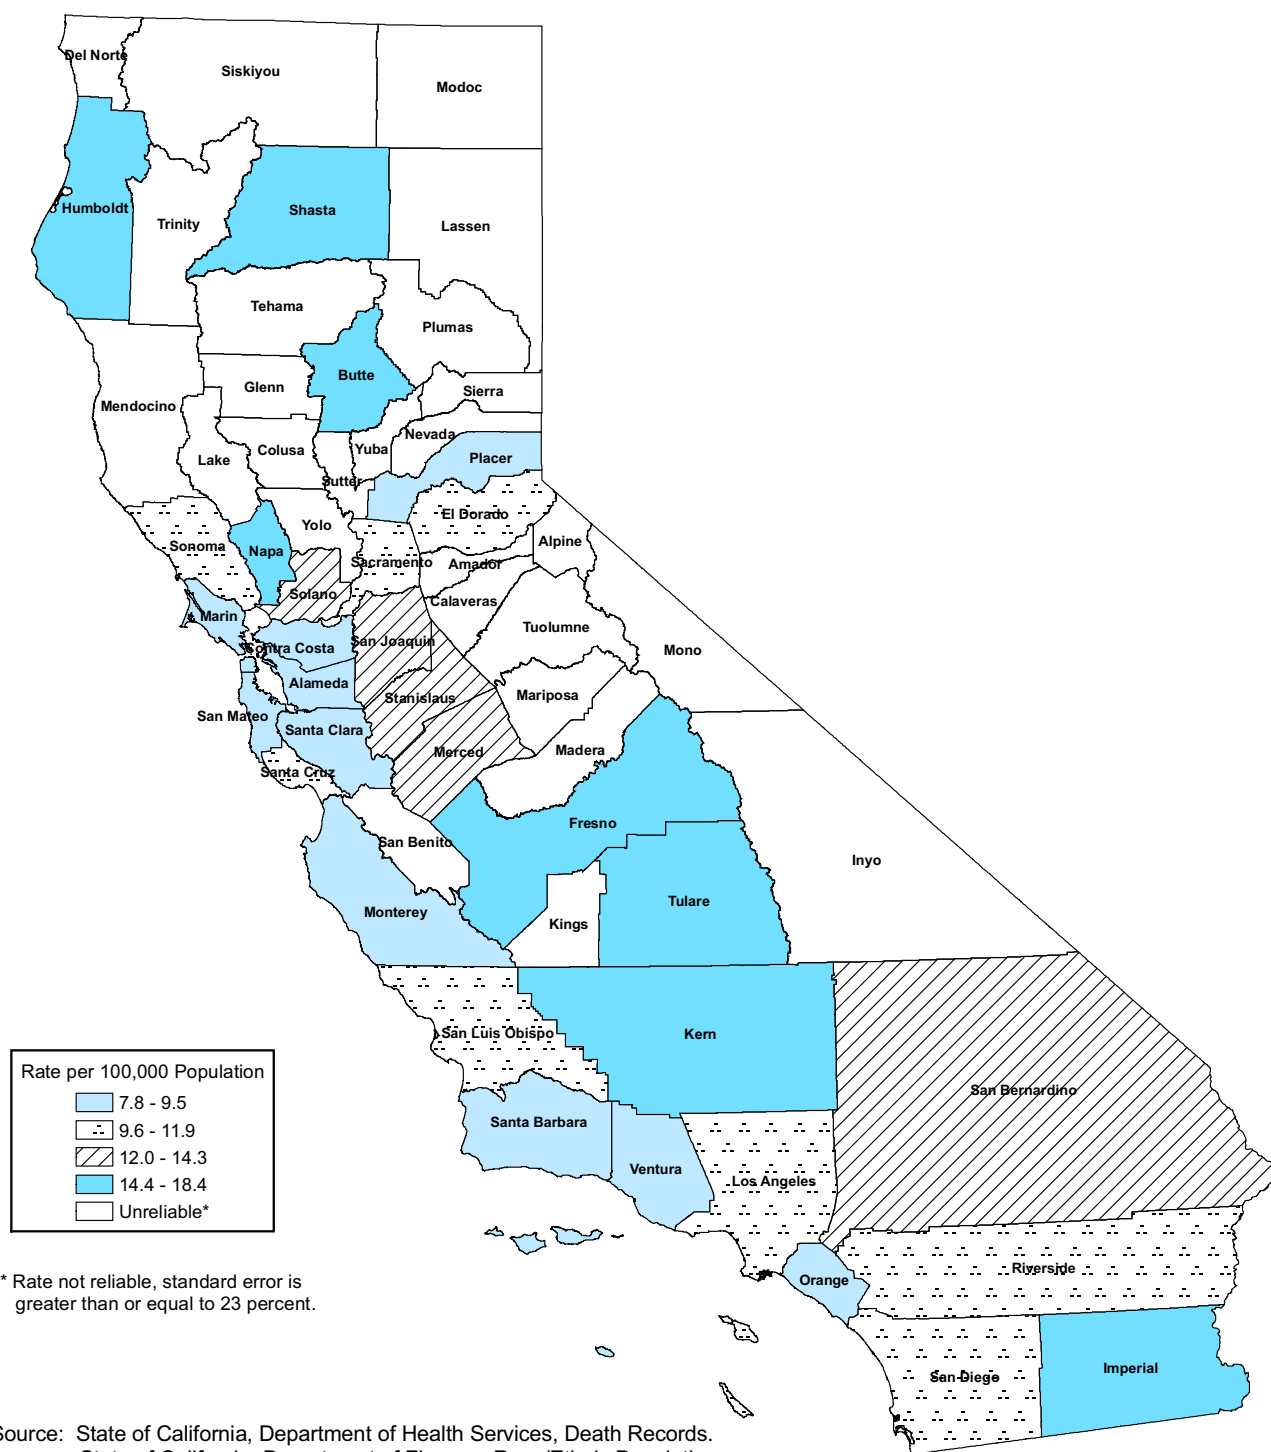 Del Norte
Siskiyou
Modoc
Humboldt
Trinity
Shasta
Lassen
Tehama
Plumas
Butte
Glenn
Sierra
Mendocino
Nevada
Yuba
Colusa
Lake
Placer
Sutter
El Dorado
Yolo
Sonoma
Napa
Alpine
Sacramento
Amador
Solano
Calaveras
Marin
Tuolumne
San Joaquin
Contra Costa
Mono
Alameda
Mariposa
Stanislaus
San Mateo
Santa Clara
Madera
Merced
Santa Cruz
Fresno
San Benito
Inyo
Tulare
Monterey
Kings
San Luis Obispo
Kern
San Bernardino
Santa Barbara
Ventura
Los Angeles
Riverside
Orange
Imperial
San Diego
Rate per 100,000 Population
7.8 - 9.5
9.6 - 11.9
12.0 - 14.3
14.4 - 18.4
Unreliable*
* Rate not reliable, standard error is
greater than or equal to 23 percent.
Source: State of California, Department of Health Services, Death Records.